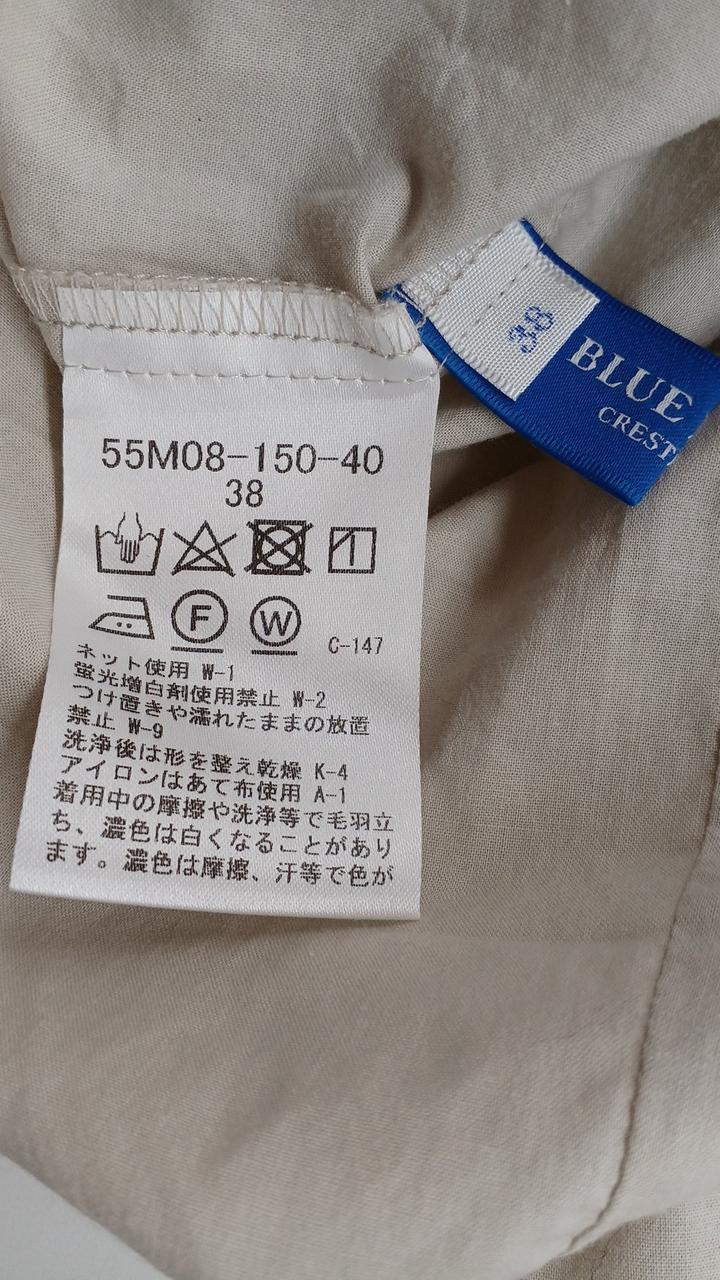 55M08-150-40
38
F W C-147
ネット使用 W-1
蛍光増白剤使用禁止 W-2
つけ置きや濡れたままの放置
禁止 W-9
洗浄後は形を整え乾燥 K-4
アイロンはあて布使用 A-1
着用中の摩擦や洗浄等で毛羽立
ち、濃色は白くなることがあり
ます。濃色は摩擦、汗等で色が
38
BLUE
CREST